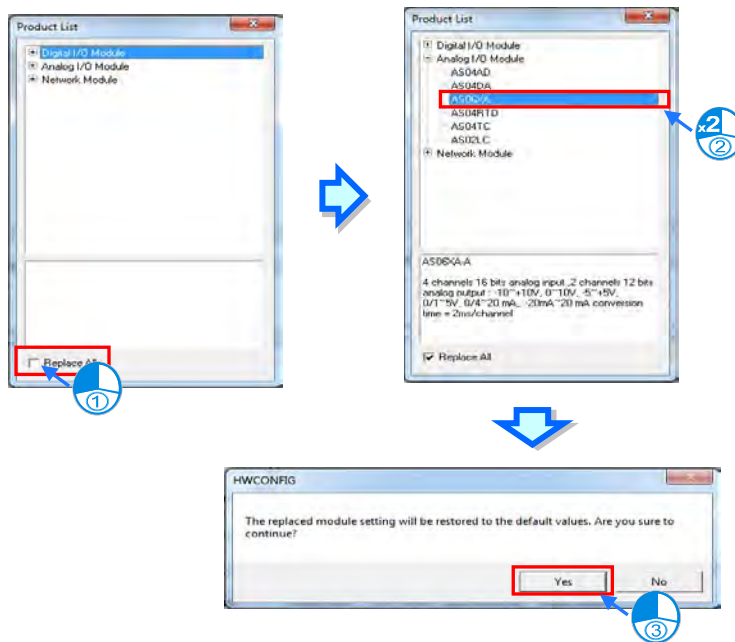 Product List
Digital I/O Module
Analog I/O Module
Network Module
Replace All
①
Product List
Digital I/O Module
Analog I/O Module
AS04AD
AS04DA
AS06XA
AS04RTD
AS04TC
AS02LC
Network Module
x2
②
AS06XA-A
4 channels 16 bits analog input ,2 channels 12 bits
analog output : -10~+10V, 0~10V, -5~+5V,
0/1~5V, 0/4~20 mA, -20mA~20 mA conversion
time = 2ms/channel
Replace All
HWCONFIG
The replaced module setting will be restored to the default values. Are you sure to
continue?
Yes
No
③